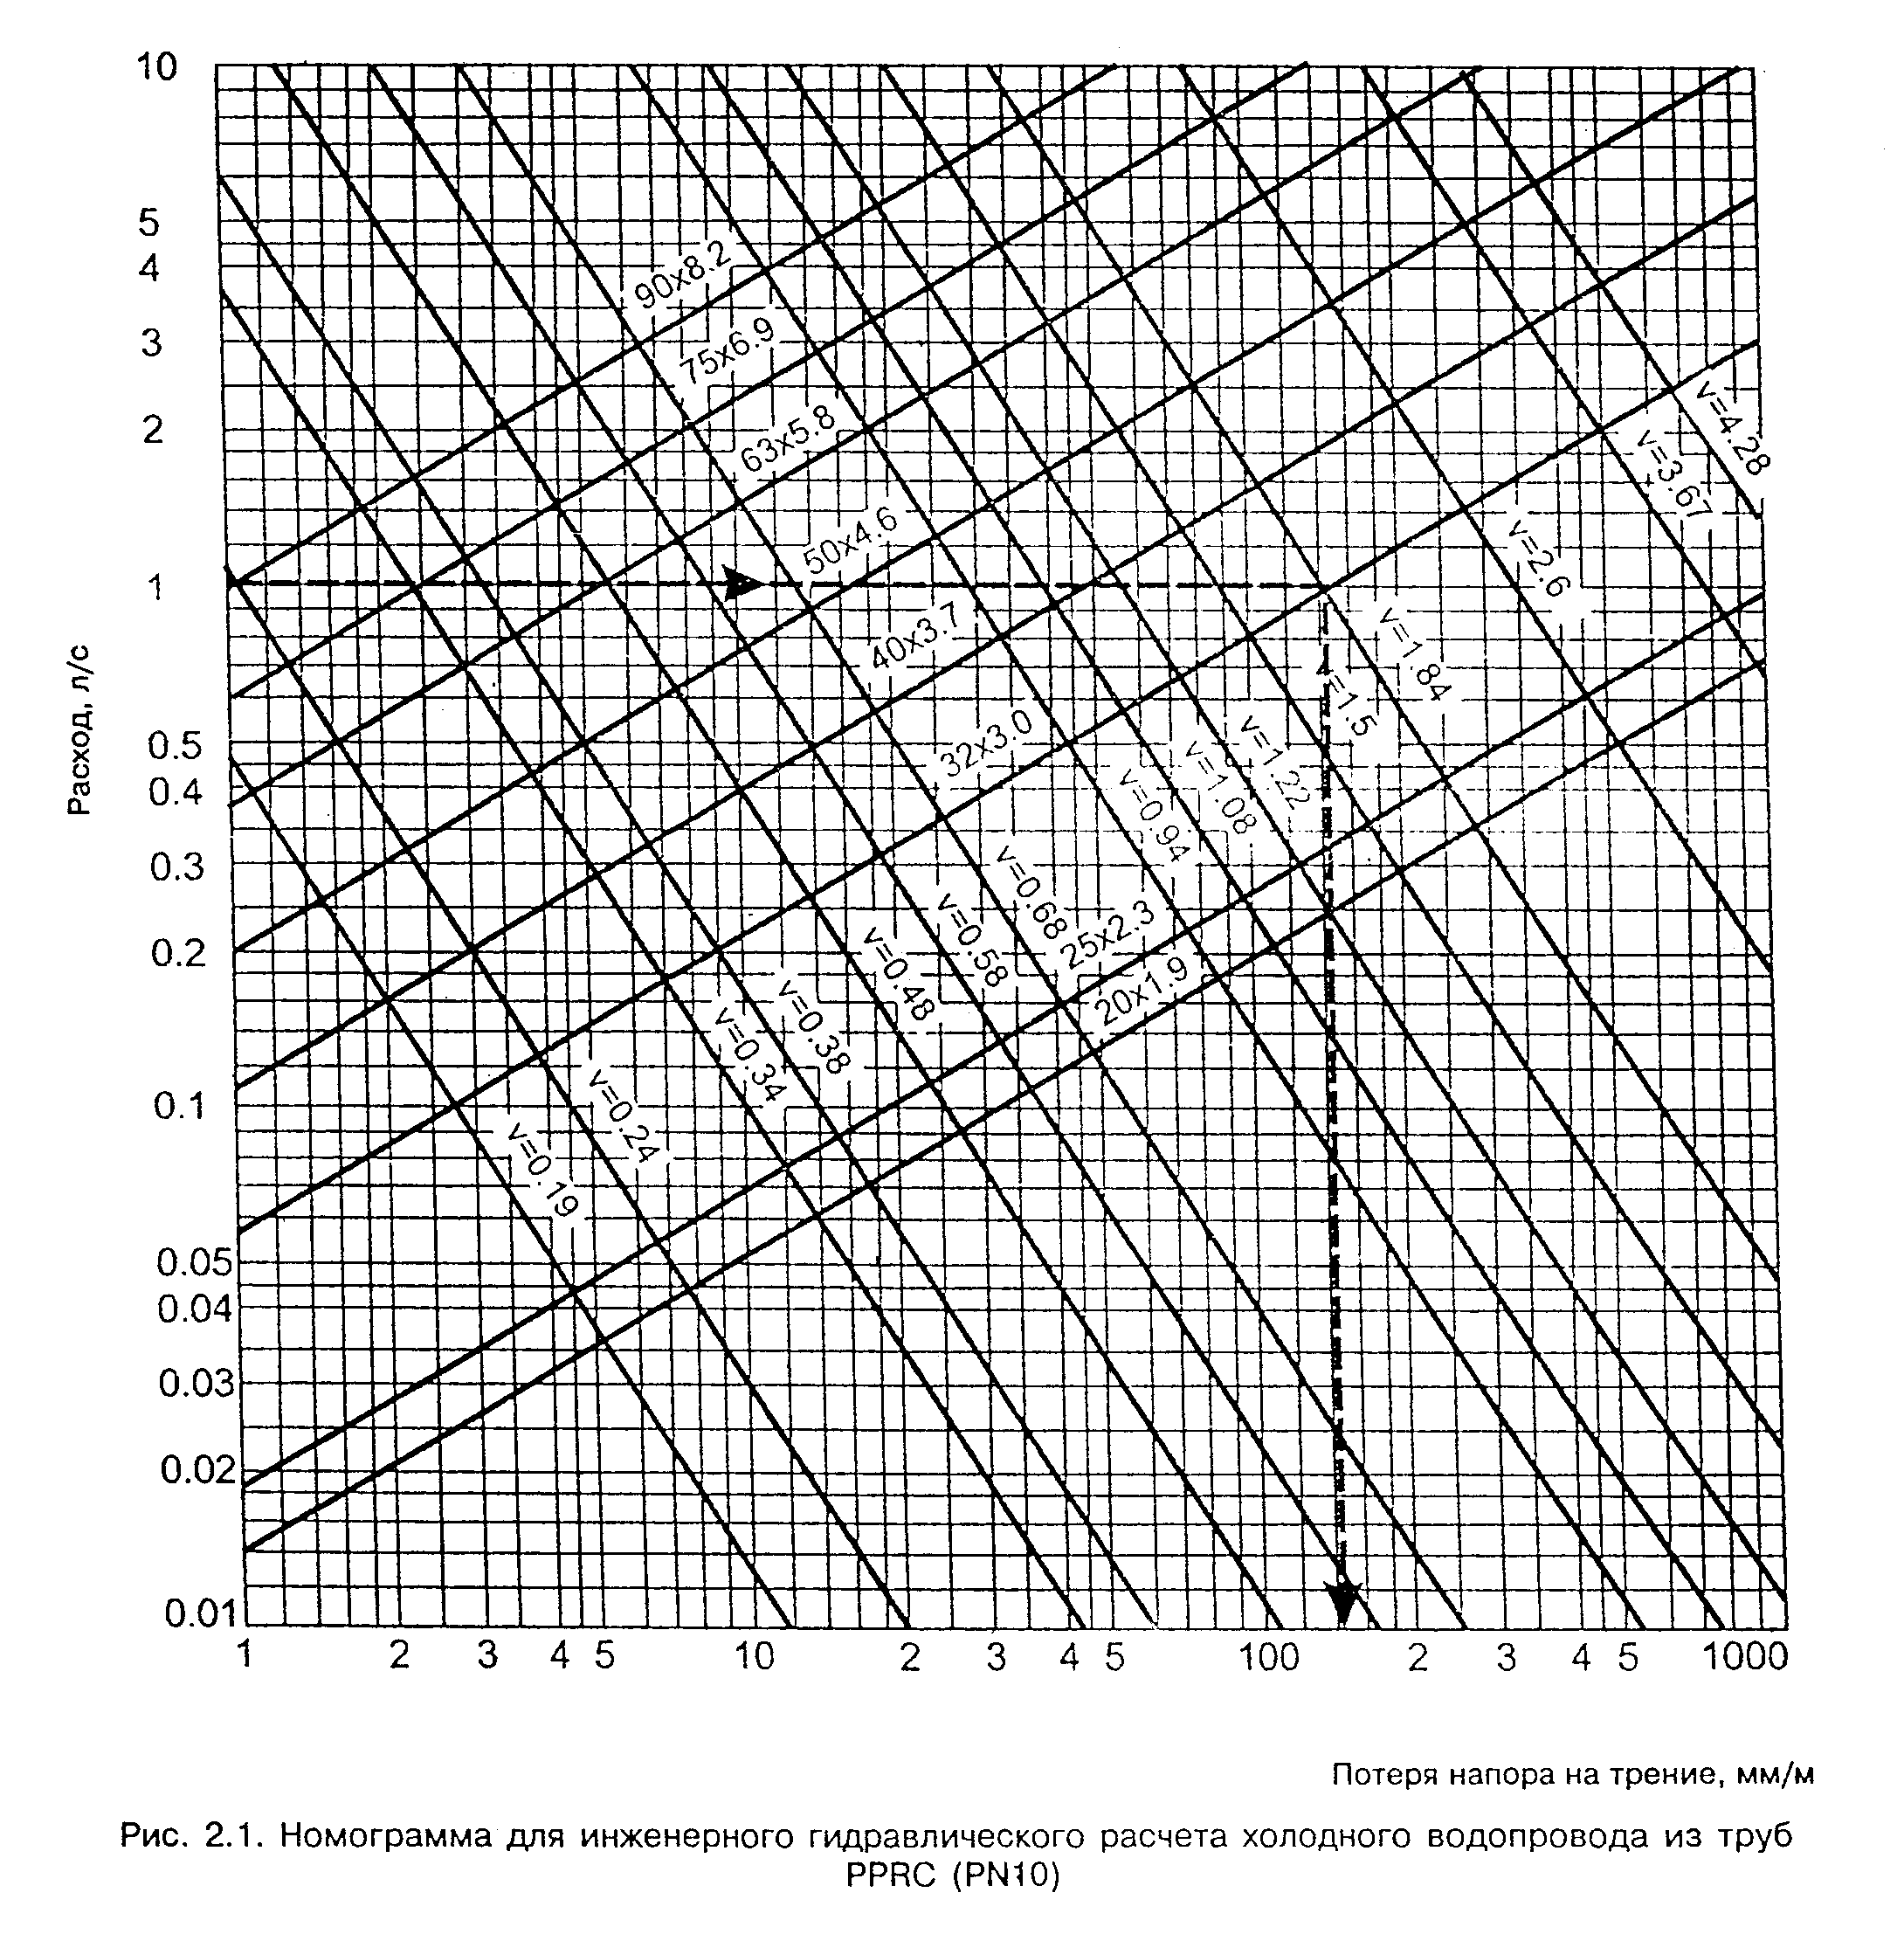 10
5
4
3
2
1
0.5
0.4
0.3
0.2
0.1
0.05
0.04
0.03
0.02
0.01
Расход, л/с
90x8.2
75x6.9
63x5.8
50x4.6
40x3.7
32x3.0
25x2.3
20x1.9
v=4.28
v=3.67
v=2.6
v=1.84
v=1.5
v=1.22
v=1.08
v=0.94
v=0.68
v=0.58
v=0.48
v=0.38
v=0.34
v=0.24
v=0.19
1 2 3 4 5 10 2 3 4 5 100 2 3 4 5 1000
Потеря напора на трение, мм/м
Рис. 2.1. Номограмма для инженерного гидравлического расчета холодного водопровода из труб
PPRC (PN10)